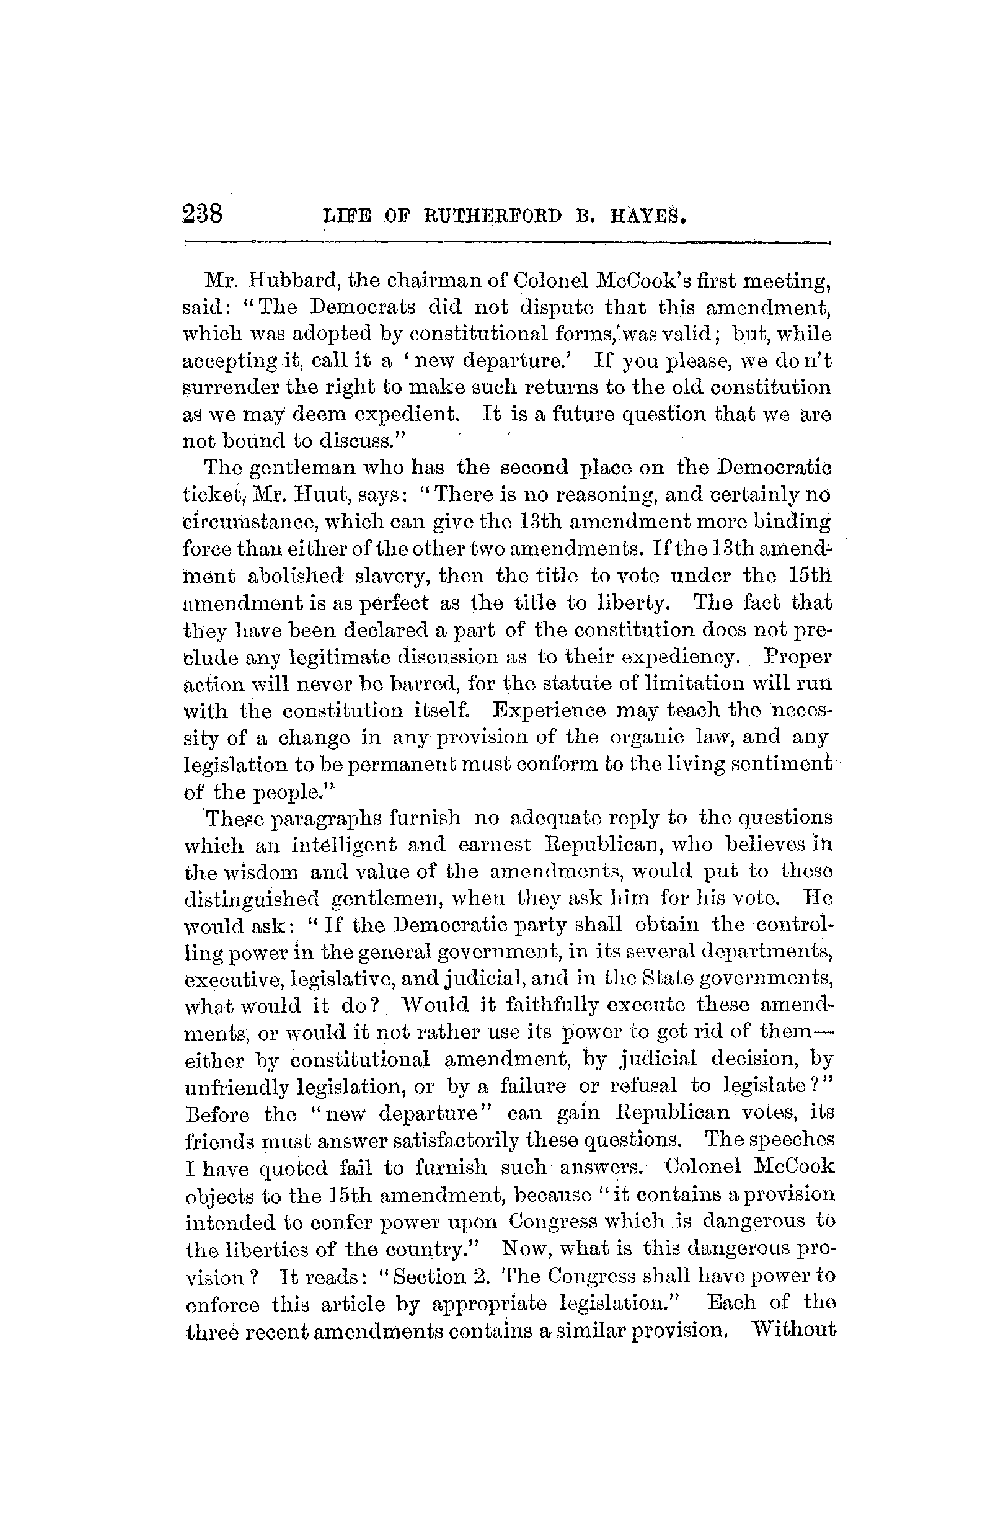 238 LIFE OF RUTHERFORD B. HAYES.
Mr. Hubbard, the chairman of Colonel McCook's first meeting,
said: "The Democrats did not dispute that this amendment,
which was adopted by constitutional forms, was valid; but, while
accepting it, call it a 'new departure.' If you please, we don't
surrender the right to make such returns to the old constitution
as we may deem expedient. It is a future question that we are
not bound to discuss."
The gentleman who has the second place on the Democratic
ticket, Mr. Huut, says: "There is no reasoning, and certainly no
circumstance, which can give the 13th amendment more binding
force than either of the other two amendments. If the 13th amend-
ment abolished slavery, then the title to vote under the 15th
amendment is as perfect as the title to liberty. The fact that
they have been declared a part of the constitution does not pre-
clude any legitimate discussion as to their expediency. Proper
action will never be barred, for the statute of limitation will run
with the constitution itself. Experience may teach the neces-
sity of a change in any provision of the organic law, and any
legislation to be permanent must conform to the living sentiment
of the people."
These paragraphs furnish no adequate reply to the questions
which an intelligent and earnest Republican, who believes in
the wisdom and value of the amendments, would put to these
distinguished gentlemen, when they ask him for his vote. He
would ask: "If the Democratic party shall obtain the control-
ling power in the general government, in its several departments,
executive, legislative, and judicial, and in the State governments,
what would it do? Would it faithfully execute these amend-
ments, or would it not rather use its power to get rid of them—
either by constitutional amendment, by judicial decision, by
unfriendly legislation, or by a failure or refusal to legislate?"
Before the "new departure" can gain Republican votes, its
friends must answer satisfactorily these questions. The speeches
I have quoted fail to furnish such answers. Colonel McCook
objects to the 15th amendment, because "it contains a provision
intended to confer power upon Congress which is dangerous to
the liberties of the country." Now, what is this dangerous pro-
vision? It reads: "Section 2. The Congress shall have power to
enforce this article by appropriate legislation." Each of the
three recent amendments contains a similar provision. Without